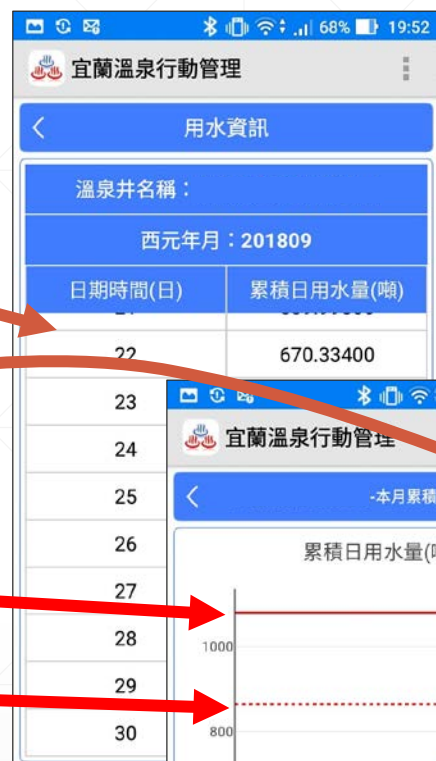 68% 19:52
宜蘭溫泉行動管理
用水資訊
溫泉井名稱：
西元年月：201809
日期時間(日) 累積日用水量(噸)
22 670.33400
23
24
25
26
27
28
29
30
宜蘭溫泉行動管理
-本月累積
累積日用水量(
1000
800